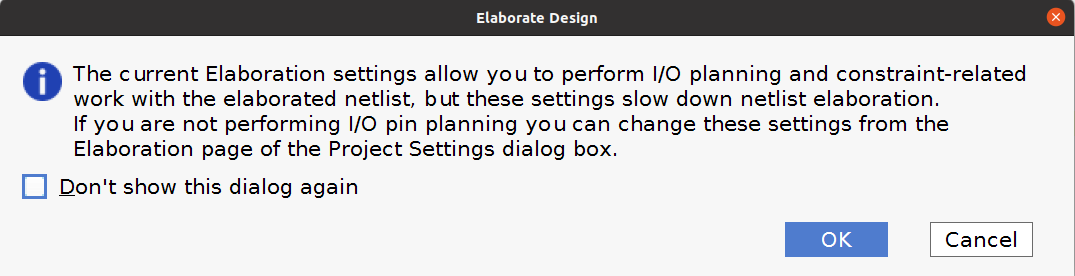 Elaborate Design
The current Elaboration settings allow you to perform I/O planning and constraint-related
work with the elaborated netlist, but these settings slow down netlist elaboration.
If you are not performing I/O pin planning you can change these settings from the
Elaboration page of the Project Settings dialog box.
Don't show this dialog again
OK
Cancel